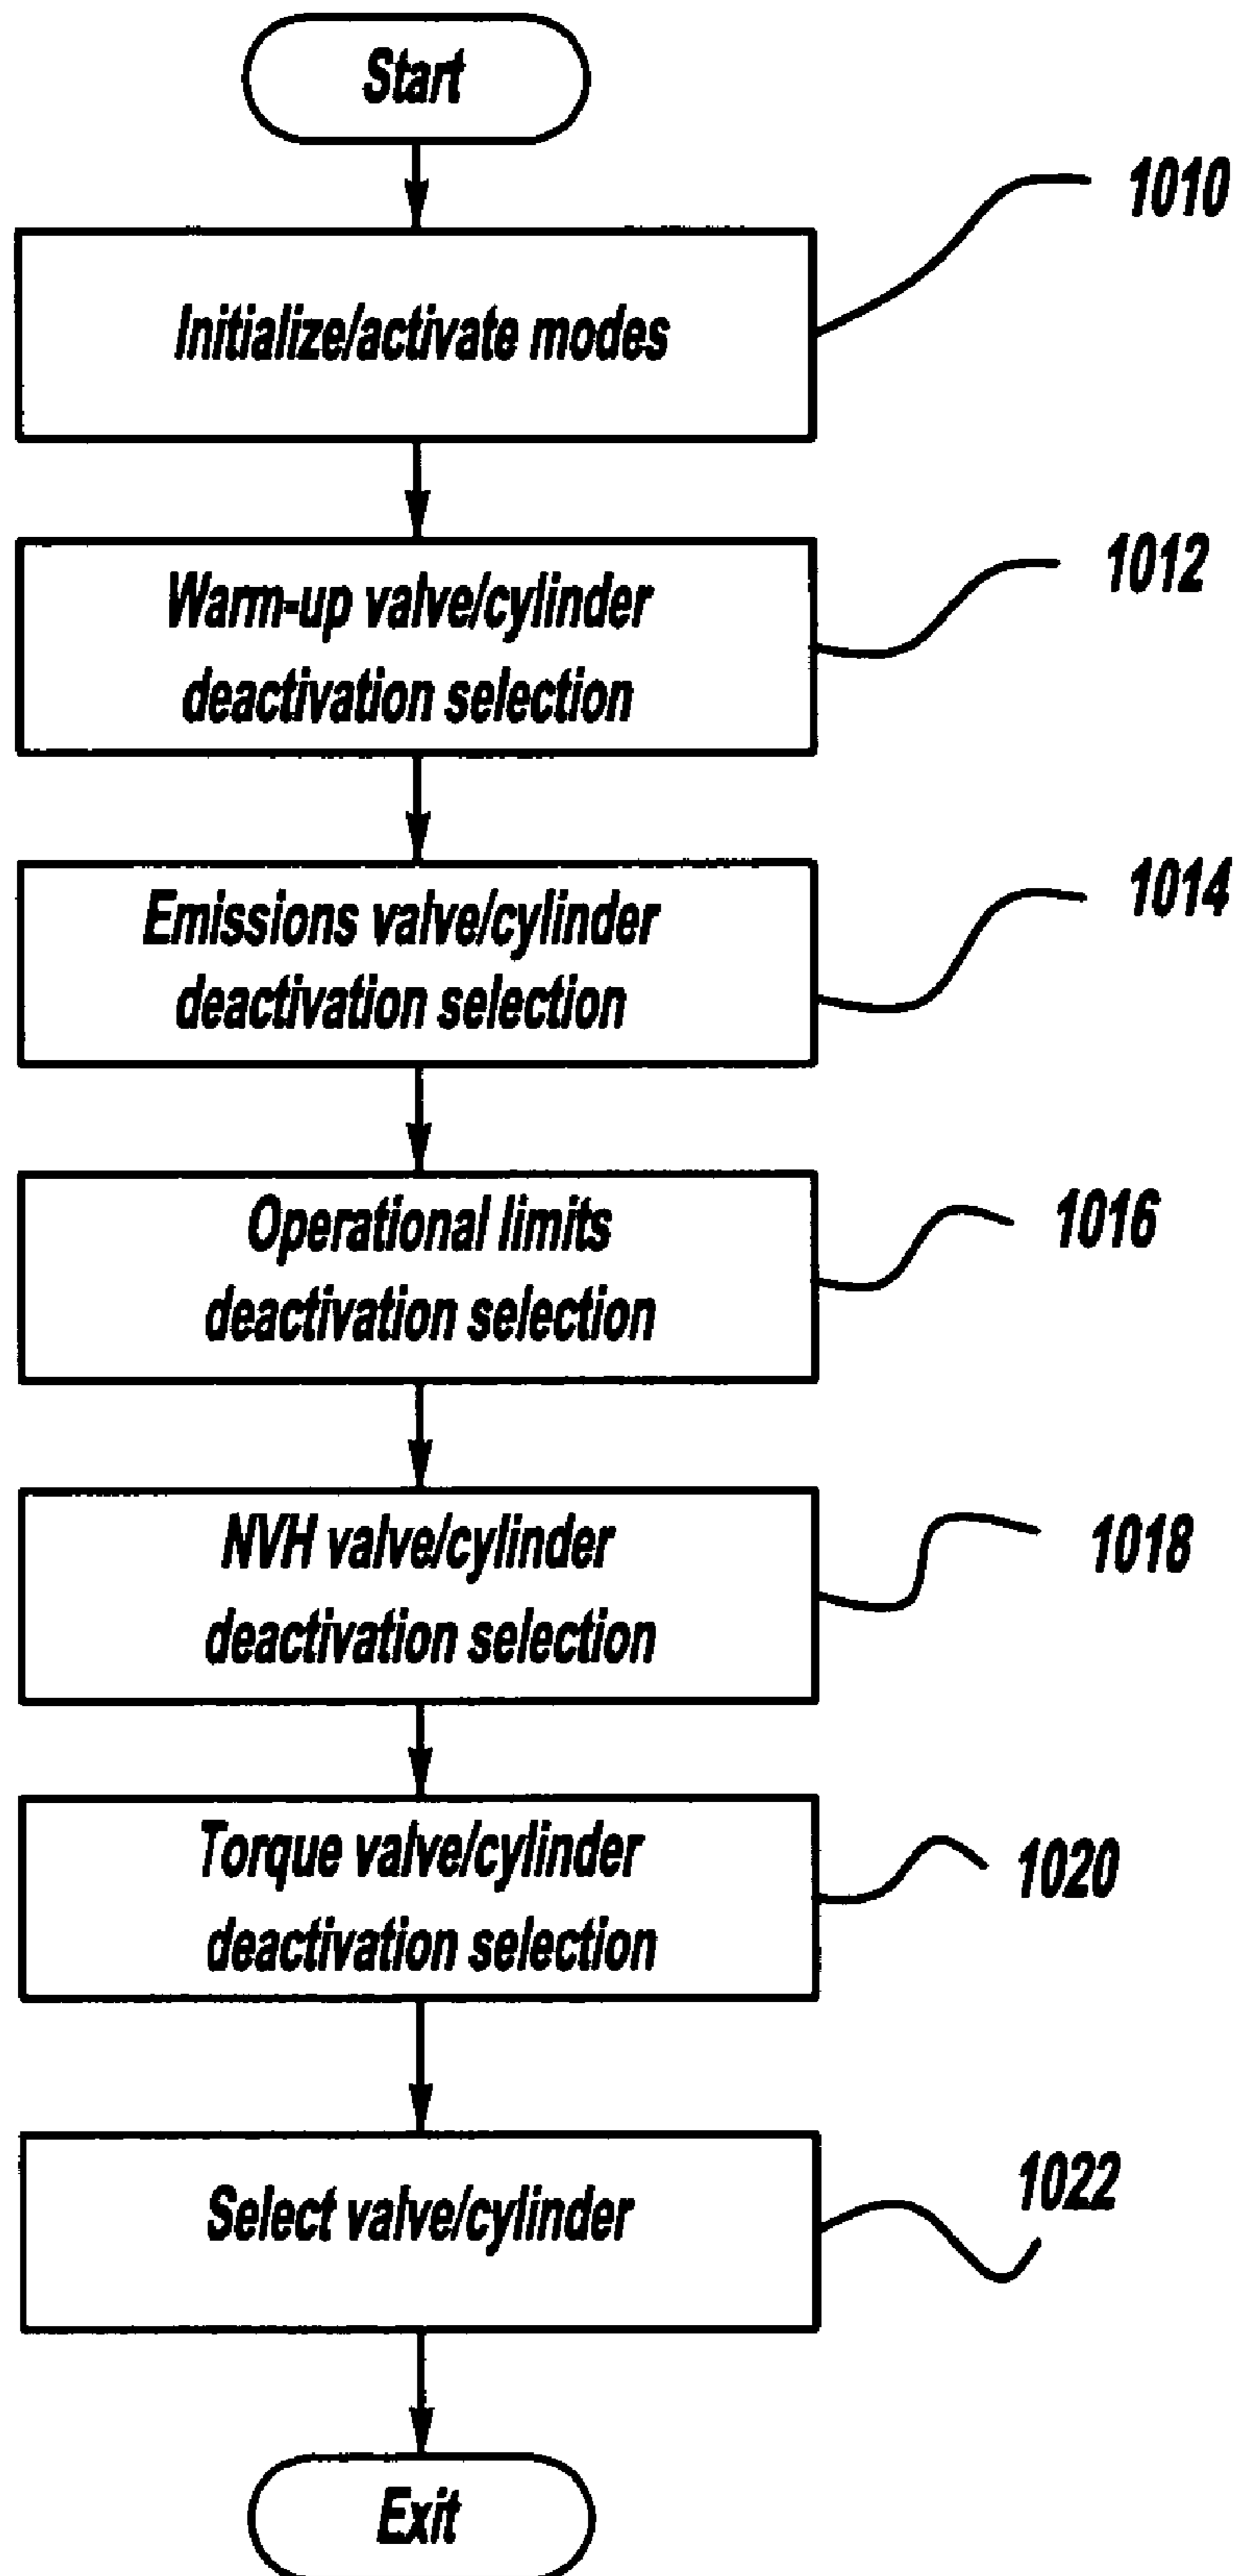 Start
1010
Initialize/activate modes
1012
Warm-up valve/cylinder
deactivation selection
1014
Emissions valve/cylinder
deactivation selection
1016
Operational limits
deactivation selection
1018
NVH valve/cylinder
deactivation selection
1020
Torque valve/cylinder
deactivation selection
1022
Select valve/cylinder
Exit